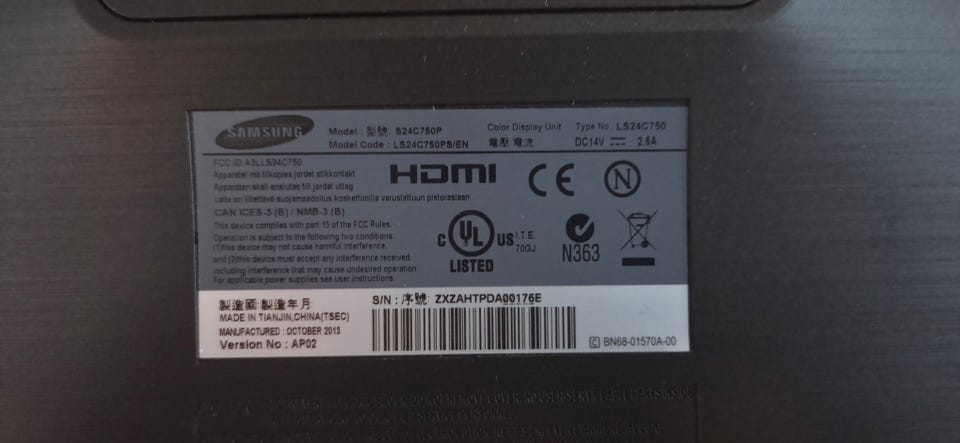 SAMSUNG
Model : 型號 S24C750P
Model Code : LS24C750PS/EN
Color Display Unit
電壓 電流
Type No : LS24C750
DC14V 2.5A
FCC ID:A3LLS24C750
Apparatet må tilkoples jordet stikkontakt
Apparaten skall anslutas till jordat uttag
Laite on liitettävä suojamaadoitus-koskettimilla varustettuun pistorasiaan
CAN ICES-3 (B) / NMB-3 (B)
This device complies with part 15 of the FCC Rules
Operation is subject to the following two conditions:
(1)this device may not cause harmful interference,
and (2)this device must accept any interference received
including interference that may cause undesired operation
For applicable power supplies see user instructions.
HDMI
CE
N
C UL US
LISTED
I.T.E.
70GJ
N363
製造國 製造年月
MADE IN TIANJIN,CHINA(TSEC)
MANUFACTURED : OCTOBER 2013
Version No : AP02
S/N : 序號 ZXZAHTPDA00176E
C BN68-01570A-00